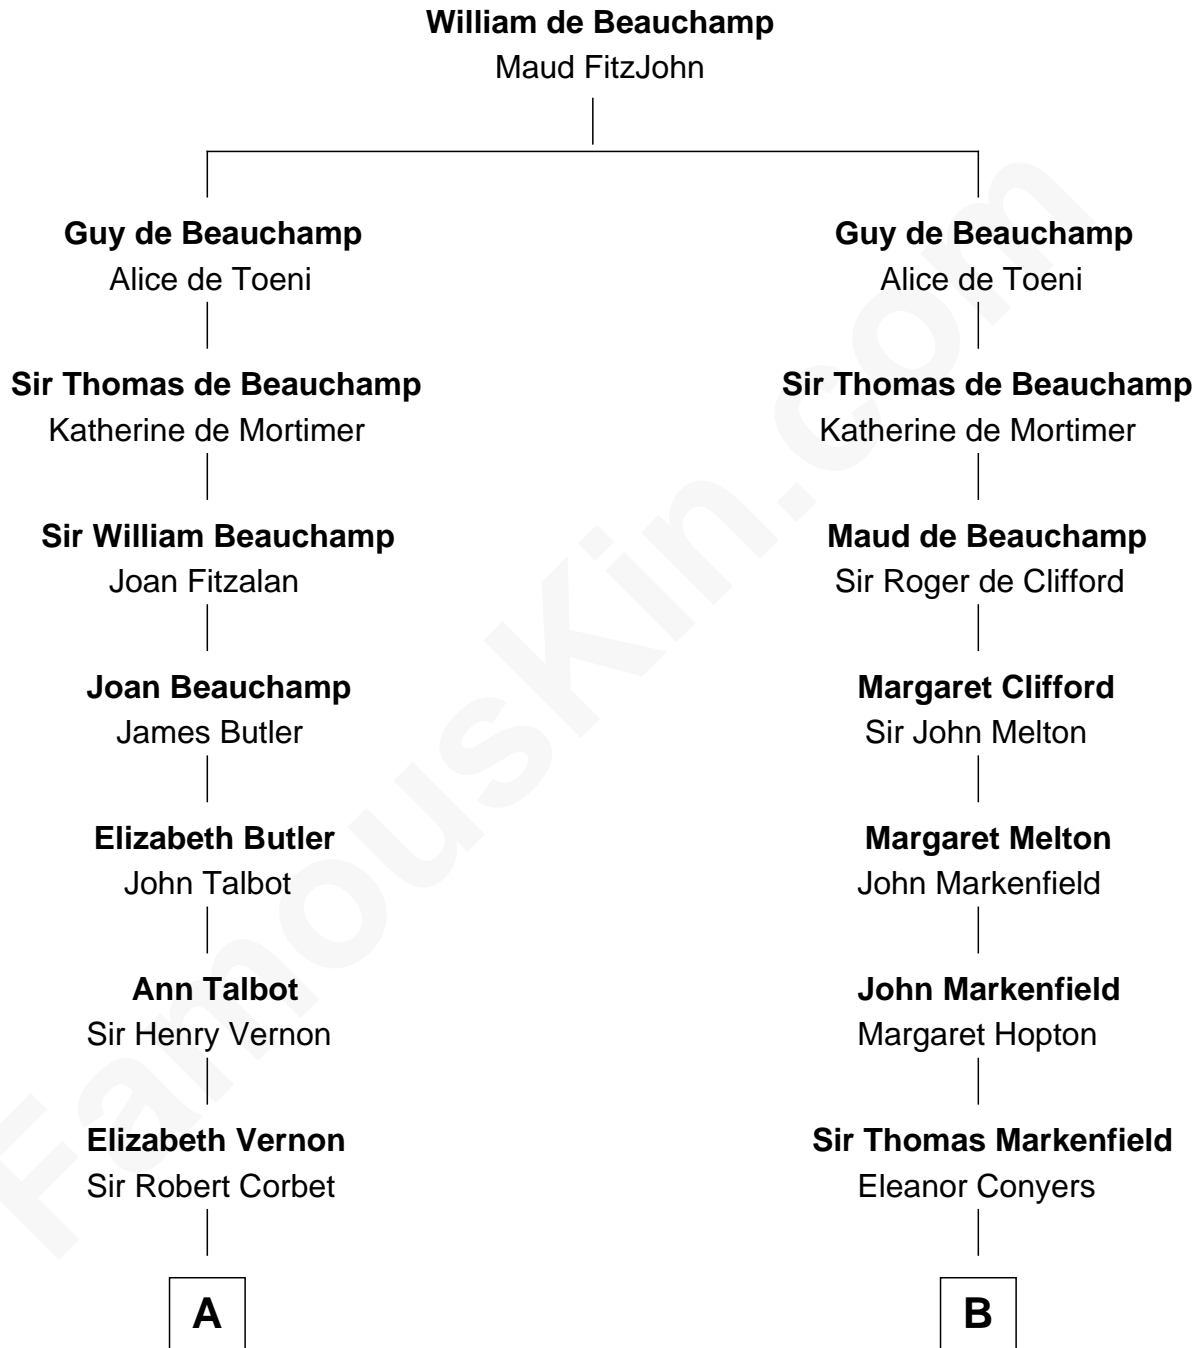 William de Beauchamp
Maud FitzJohn
Guy de Beauchamp
Alice de Toeni
Sir Thomas de Beauchamp
Katherine de Mortimer
Sir William Beauchamp
Joan Fitzalan
Joan Beauchamp
James Butler
Elizabeth Butler
John Talbot
Ann Talbot
Sir Henry Vernon
Elizabeth Vernon
Sir Robert Corbet
A
Guy de Beauchamp
Alice de Toeni
Sir Thomas de Beauchamp
Katherine de Mortimer
Maud de Beauchamp
Sir Roger de Clifford
Margaret Clifford
Sir John Melton
Margaret Melton
John Markenfield
John Markenfield
Margaret Hopton
Sir Thomas Markenfield
Eleanor Conyers
B
FamousKin.com